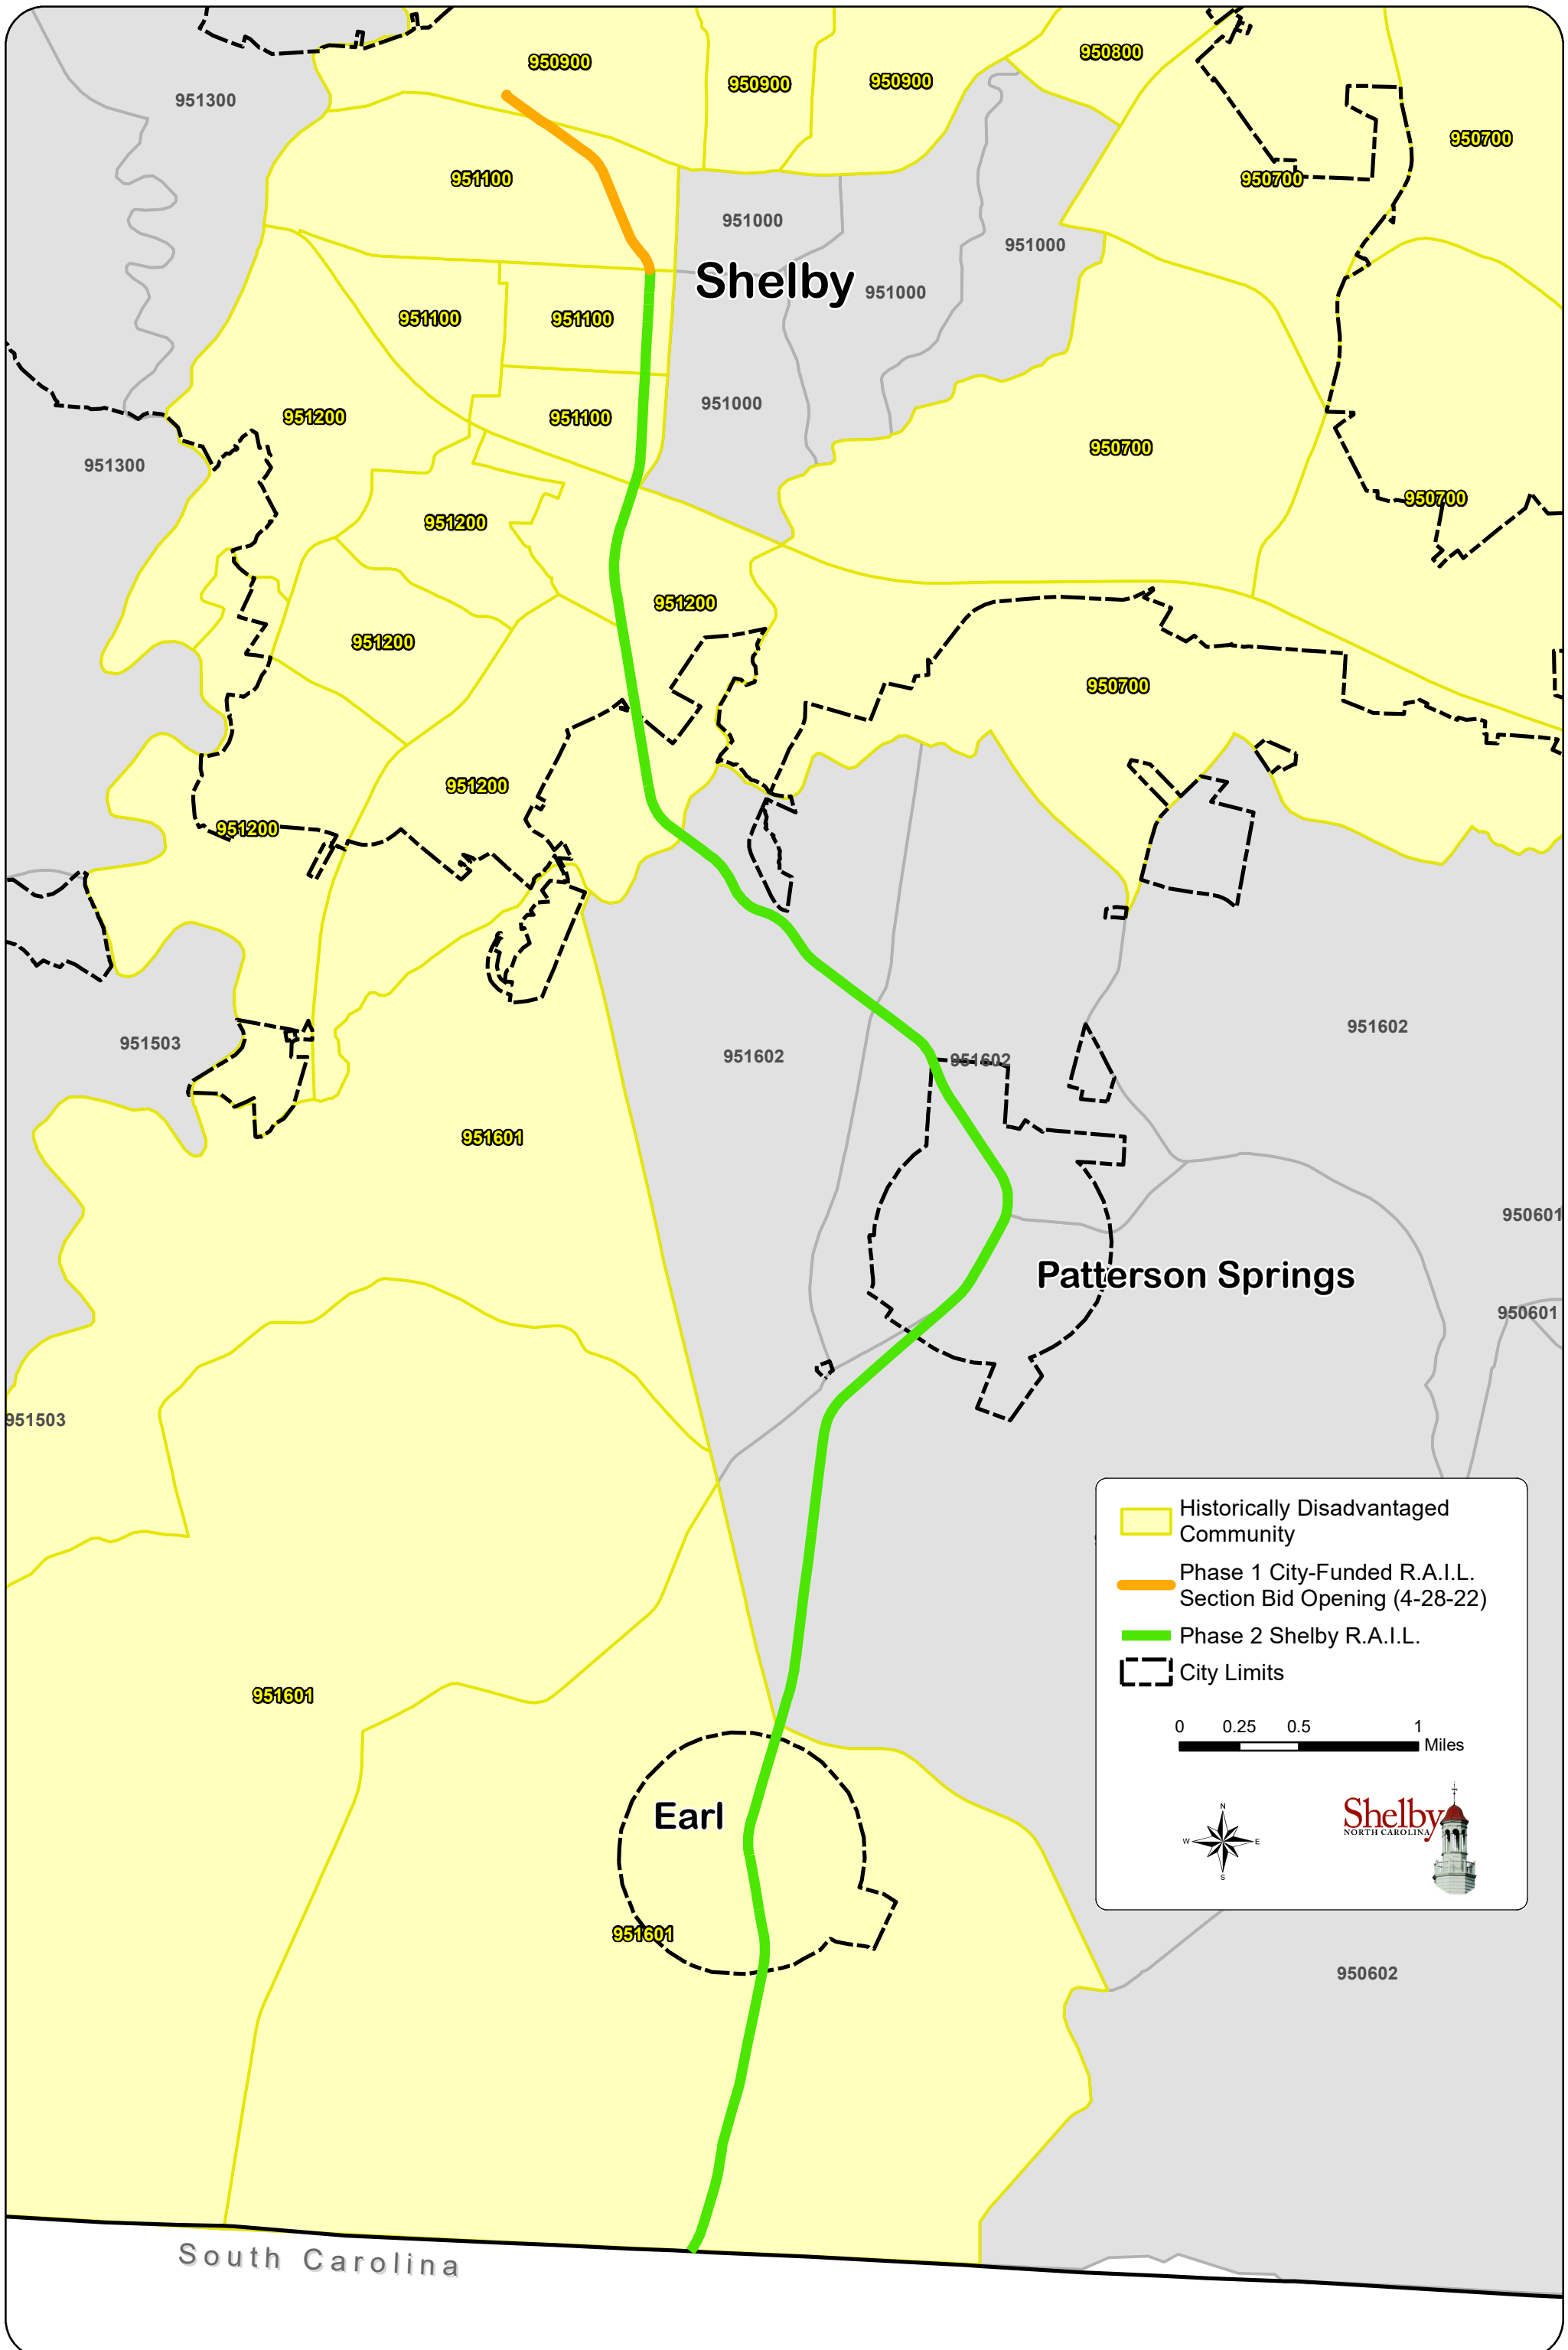 950900
950800
950900
950900
951300
950700
950700
951100
951000
951000
Shelby
951000
951100
951100
951000
951200
951100
950700
951300
950700
951200
951200
951200
950700
951200
951200
951602
951503
951602
951602
951601
950601
Patterson Springs
950601
951503
Historically Disadvantaged
Community
Phase 1 City-Funded R.A.I.L.
Section Bid Opening (4-28-22)
Phase 2 Shelby R.A.I.L.
City Limits
951601
0 0.25 0.5 1
Miles
Earl
N
W E
S
Shelby
NORTH CAROLINA
951601
950602
South Carolina